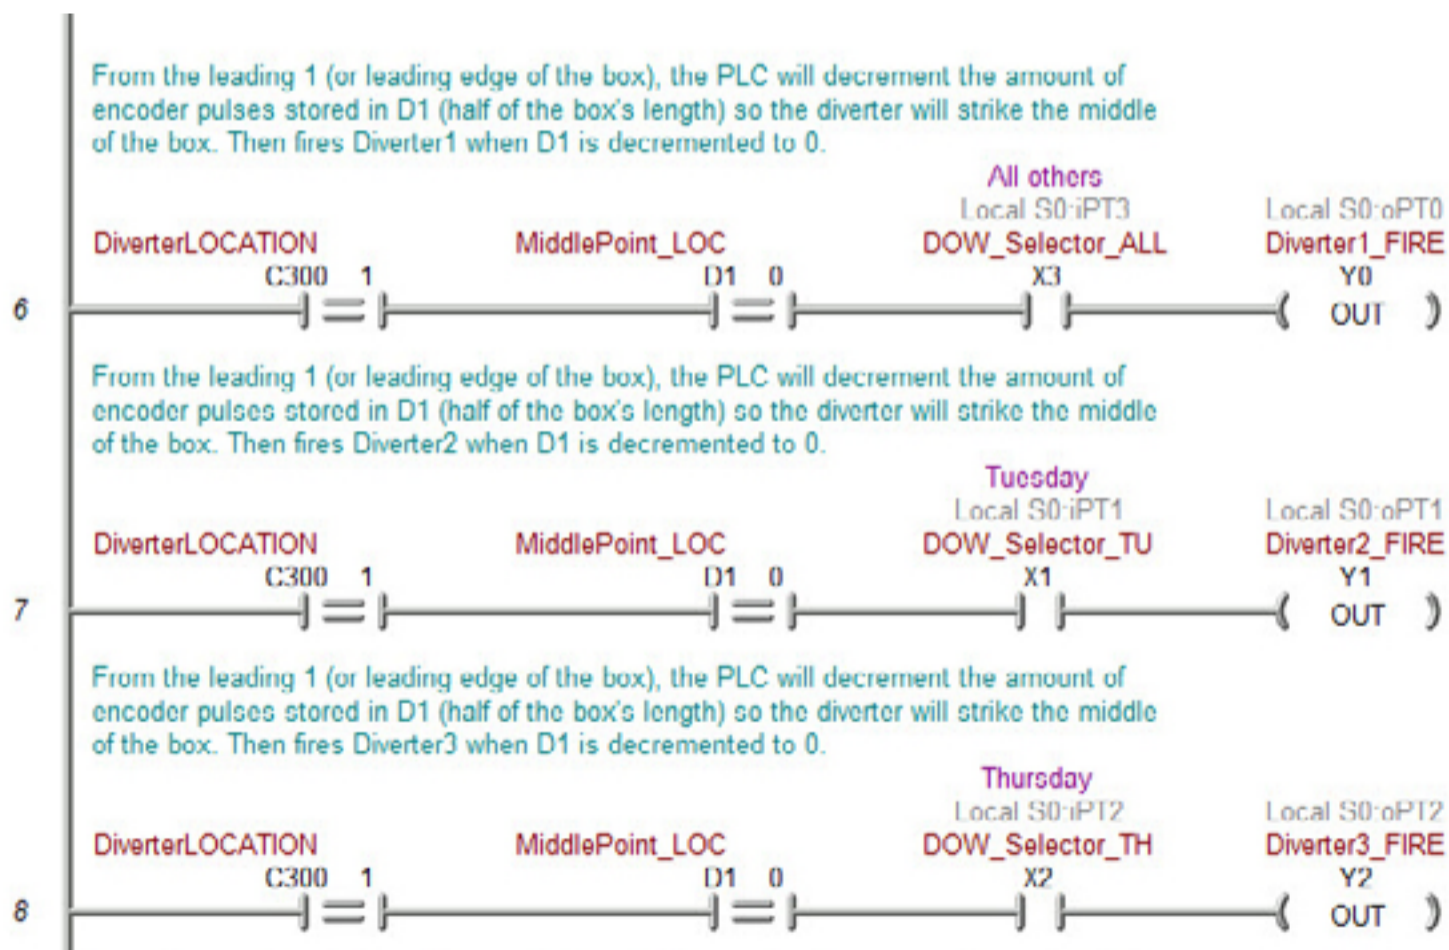 From the leading 1 (or leading edge of the box), the PLC will decrement the amount of
encoder pulses stored in D1 (half of the box's length) so the diverter will strike the middle
of the box. Then fires Diverter1 when D1 is decremented to 0.
All others
Local S0:iPT3 Local S0:oPT0
DiverterLOCATION MiddlePoint_LOC DOW_Selector_ALL Diverter1_FIRE
C300 1 D1 0 X3 Y0
6 OUT
From the leading 1 (or leading edge of the box), the PLC will decrement the amount of
encoder pulses stored in D1 (half of the box's length) so the diverter will strike the middle
of the box. Then fires Diverter2 when D1 is decremented to 0.
Tuesday
Local S0:iPT1 Local S0:oPT1
DiverterLOCATION MiddlePoint_LOC DOW_Selector_TU Diverter2_FIRE
C300 1 D1 0 X1 Y1
7 OUT
From the leading 1 (or leading edge of the box), the PLC will decrement the amount of
encoder pulses stored in D1 (half of the box's length) so the diverter will strike the middle
of the box. Then fires Diverter3 when D1 is decremented to 0.
Thursday
Local S0:iPT2 Local S0:oPT2
DiverterLOCATION MiddlePoint_LOC DOW_Selector_TH Diverter3_FIRE
C300 1 D1 0 X2 Y2
8 OUT